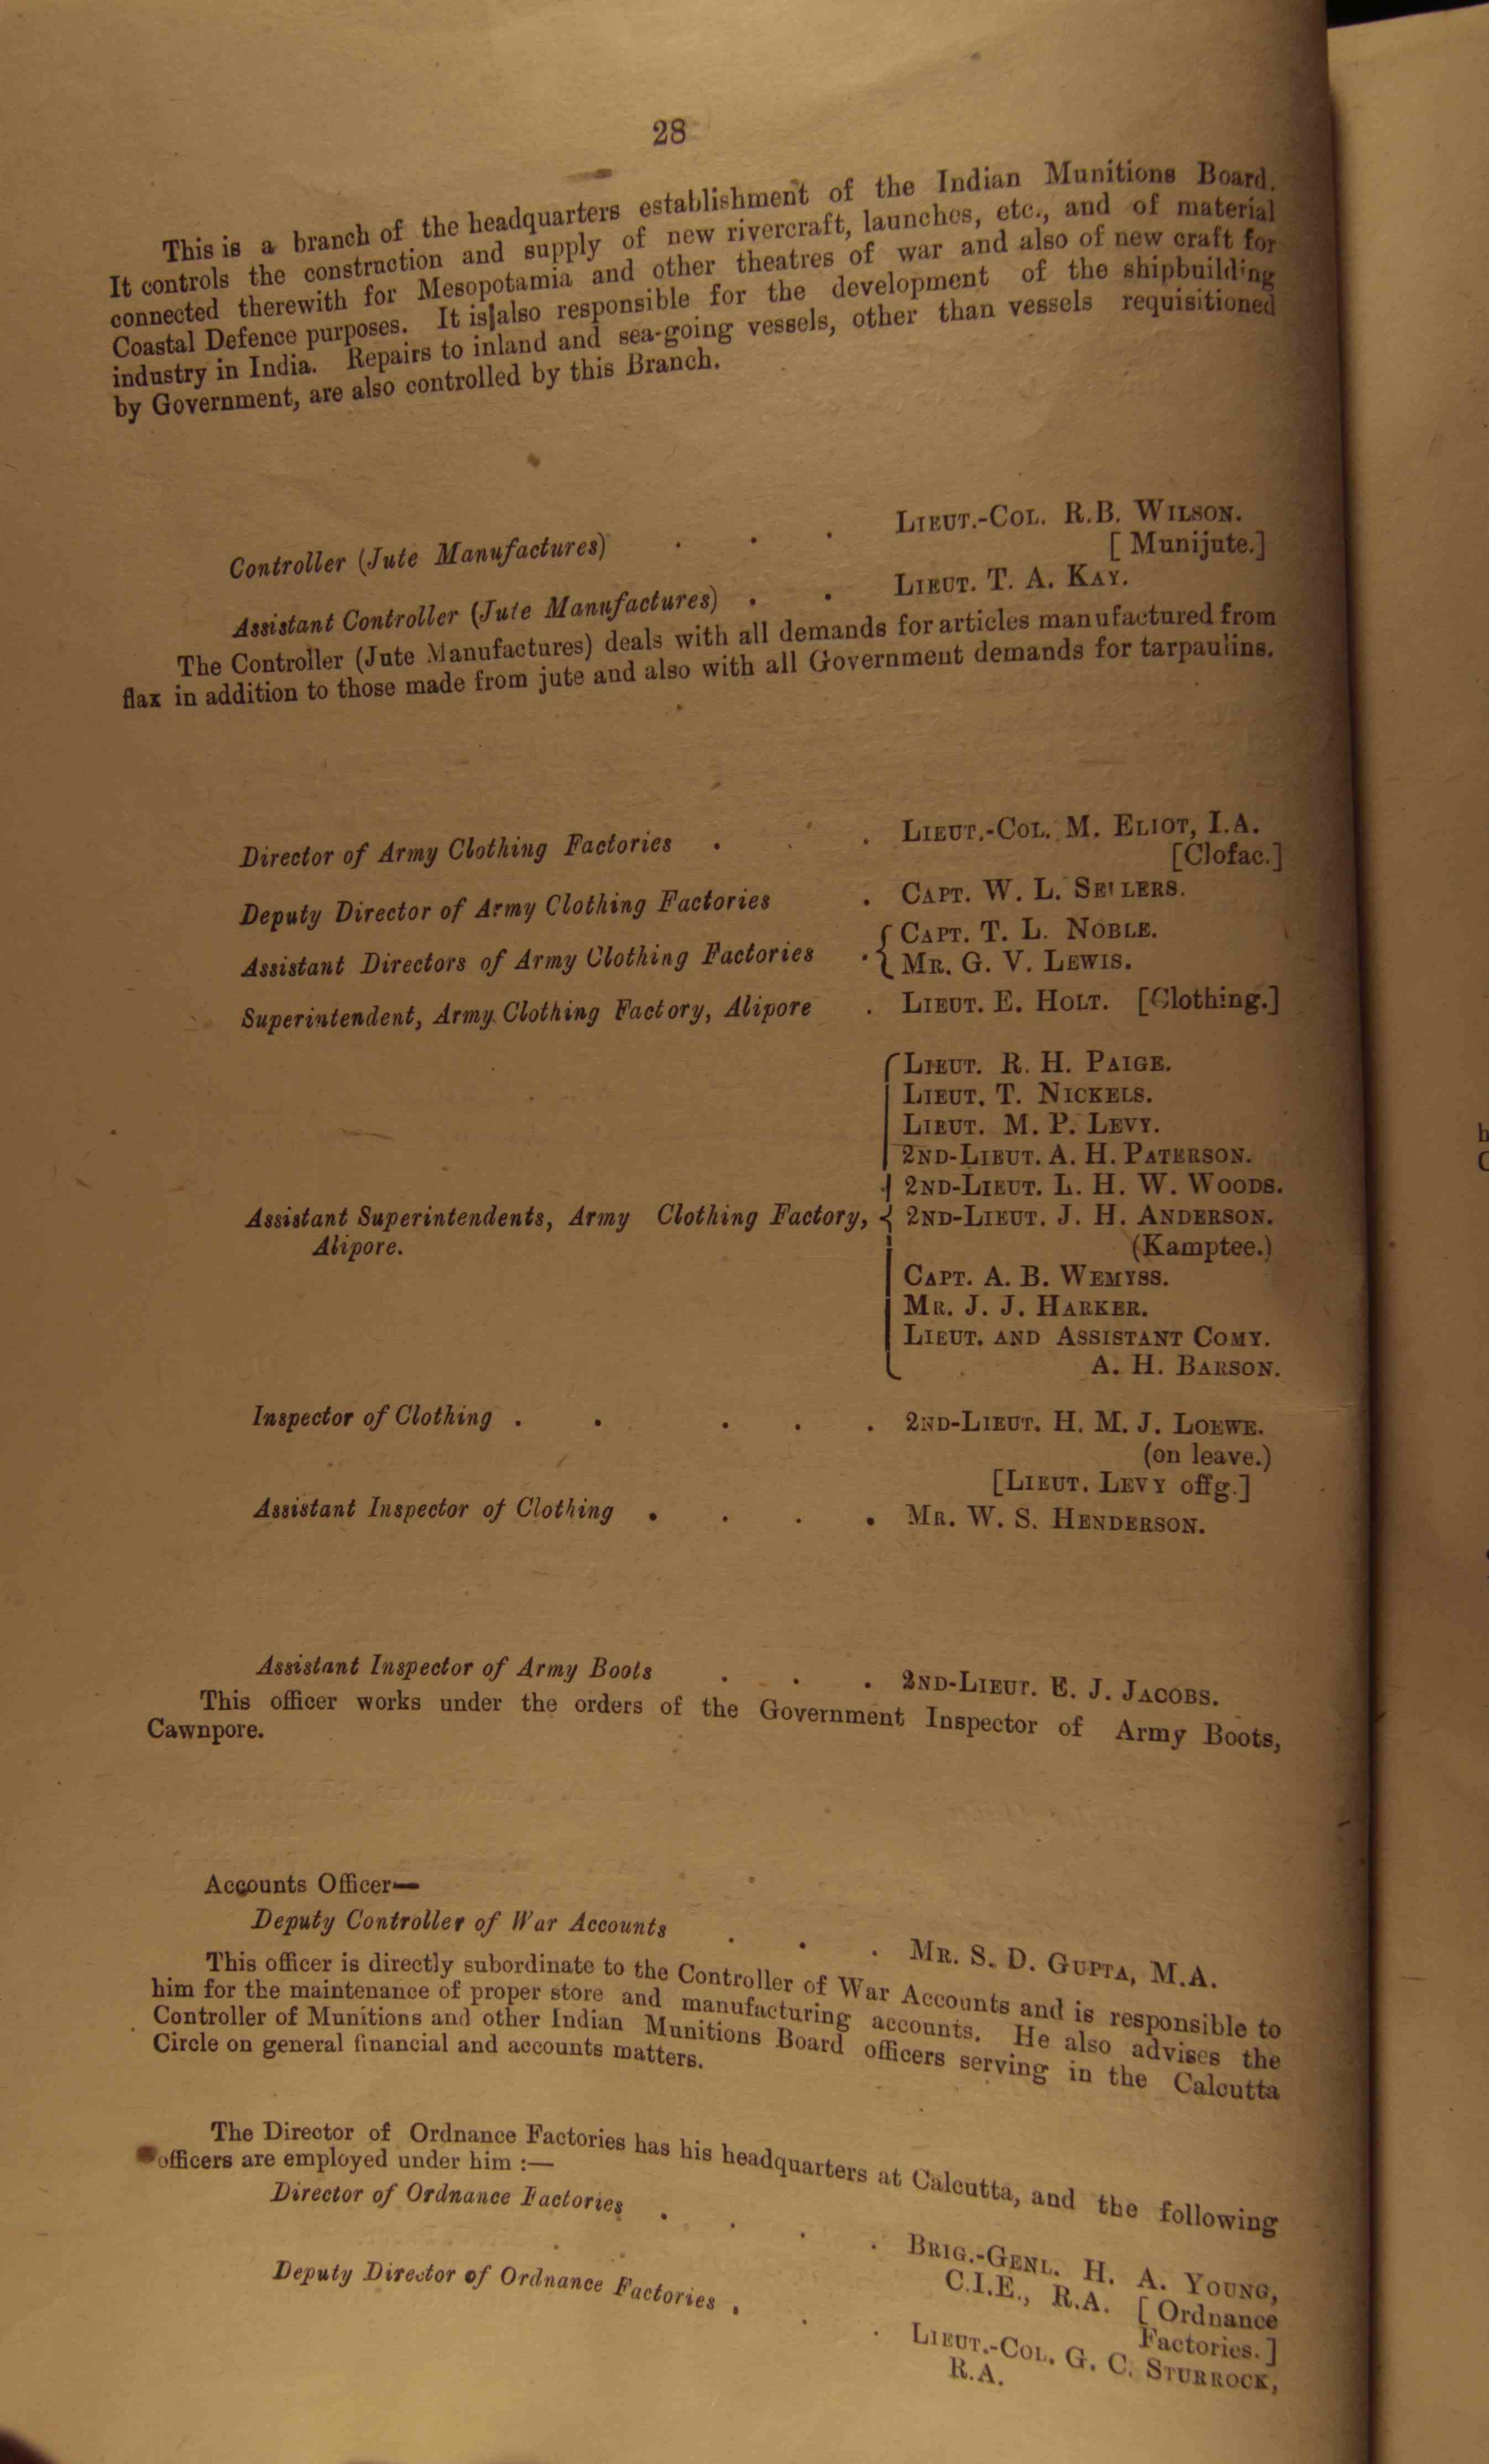 28
This is a branch of the headquarters establishment of the Indian Munitions Board.
It controls the construction and supply of new rivercraft, launches, etc., and of material
connected therewith for Mesopotamia and other theatres of war and also of new craft for
Coastal Defence purposes. It is also responsible for the development of the shipbuilding
industry in India. Repairs to inland and sea-going vessels, other than vessels requisitioned
by Government, are also controlled by this Branch.
Controller (Jute Manufactures) . . . LIEUT.-COL. R.B. WILSON.
[ Munijute.]
Assistant Controller (Jute Manufactures) . . LIEUT. T. A. KAY.
The Controller (Jute Manufactures) deals with all demands for articles manufactured from
flax in addition to those made from jute and also with all Government demands for tarpaulins.
Director of Army Clothing Factories . . . LIEUT.-COL. M. ELIOT, I.A.
[Clofac.]
Deputy Director of Army Clothing Factories . CAPT. W. L. SELLERS.
Assistant Directors of Army Clothing Factories . { CAPT. T. L. NOBLE.
MR. G. V. LEWIS.
Superintendent, Army Clothing Factory, Alipore . LIEUT. E. HOLT. [Clothing.]
LIEUT. R. H. PAIGE.
LIEUT. T. NICKELS.
LIEUT. M. P. LEVY.
2ND-LIEUT. A. H. PATERSON.
2ND-LIEUT. L. H. W. WOODS.
Assistant Superintendents, Army Clothing Factory, { 2ND-LIEUT. J. H. ANDERSON.
Alipore. (Kamptee.)
CAPT. A. B. WEMYSS.
MR. J. J. HARKER.
LIEUT. AND ASSISTANT COMY.
A. H. BARSON.
Inspector of Clothing . . . . . 2ND-LIEUT. H. M. J. LOEWE.
(on leave.)
[LIEUT. LEVY offg.]
Assistant Inspector of Clothing . . . . MR. W. S. HENDERSON.
Assistant Inspector of Army Boots . . . 2ND-LIEUT. E. J. JACOBS.
This officer works under the orders of the Government Inspector of Army Boots,
Cawnpore.
Accounts Officer—
Deputy Controller of War Accounts . . . MR. S. D. GUPTA, M.A.
This officer is directly subordinate to the Controller of War Accounts and is responsible to
him for the maintenance of proper store and manufacturing accounts. He also advises the
Controller of Munitions and other Indian Munitions Board officers serving in the Calcutta
Circle on general financial and accounts matters.
The Director of Ordnance Factories has his headquarters at Calcutta, and the following
officers are employed under him :—
Director of Ordnance Factories . . . . BRIG.-GENL. H. A. YOUNG,
C.I.E., R.A. [ Ordnance
Factories. ]
Deputy Director of Ordnance Factories . . . LIEUT.-COL. G. C. STURROCK,
R.A.